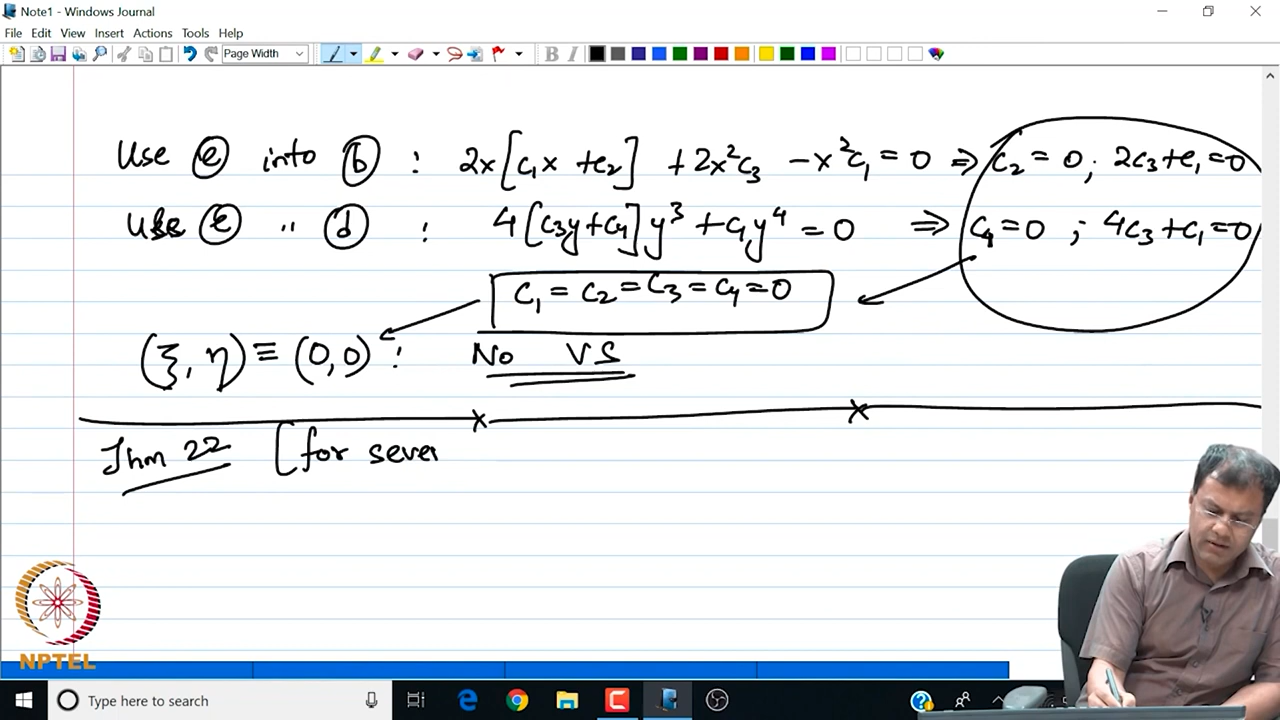 Note1 - Windows Journal
File Edit View Insert Actions Tools Help
Page Width
B I
Use ⓔ into ⓑ : 2x[c₁x + c₂] + 2x²c₃ - x²c₁ = 0 ⇒ c₂ = 0; 2c₃+c₁=0
Use ⓔ " ⓓ : 4[c₃y+c₄]y³ + c₁y⁴ = 0 ⇒ c₄=0 ; 4c₃+c₁=0
c₁ = c₂ = c₃ = c₄ = 0
(ξ, η) ≡ (0,0) : No VS
Thm 22 [for sever
NPTEL
Type here to search